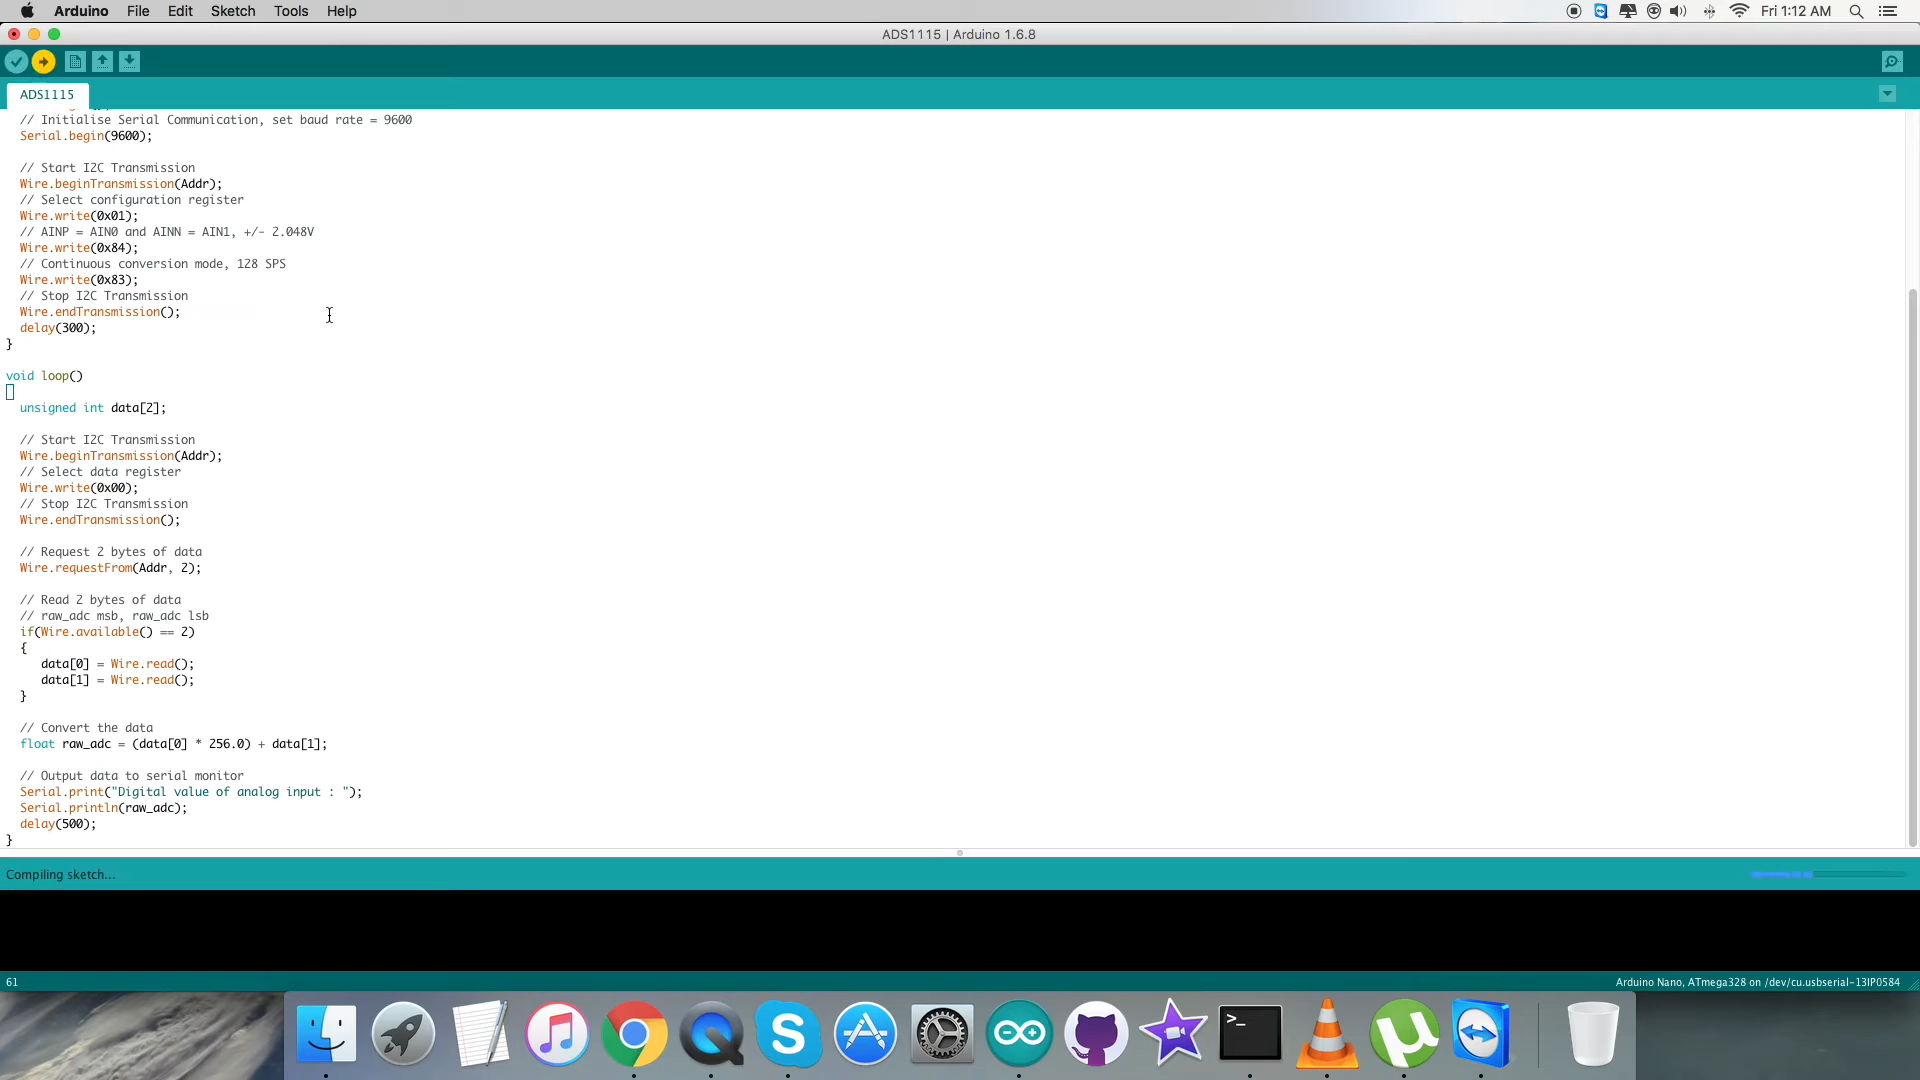 Arduino File Edit Sketch Tools Help Fri 1:12 AM
ADS1115 | Arduino 1.6.8
ADS1115
// Initialise Serial Communication, set baud rate = 9600
Serial.begin(9600);
// Start I2C Transmission
Wire.beginTransmission(Addr);
// Select configuration register
Wire.write(0x01);
// AINP = AIN0 and AINN = AIN1, +/- 2.048V
Wire.write(0x84);
// Continuous conversion mode, 128 SPS
Wire.write(0x83);
// Stop I2C Transmission
Wire.endTransmission();
delay(300);
}
void loop()
unsigned int data[2];
// Start I2C Transmission
Wire.beginTransmission(Addr);
// Select data register
Wire.write(0x00);
// Stop I2C Transmission
Wire.endTransmission();
// Request 2 bytes of data
Wire.requestFrom(Addr, 2);
// Read 2 bytes of data
// raw_adc msb, raw_adc lsb
if(Wire.available() == 2)
{
data[0] = Wire.read();
data[1] = Wire.read();
}
// Convert the data
float raw_adc = (data[0] * 256.0) + data[1];
// Output data to serial monitor
Serial.print("Digital value of analog input : ");
Serial.println(raw_adc);
delay(500);
}
Compiling sketch...
61 Arduino Nano, ATmega328 on /dev/cu.usbserial-13IP0584